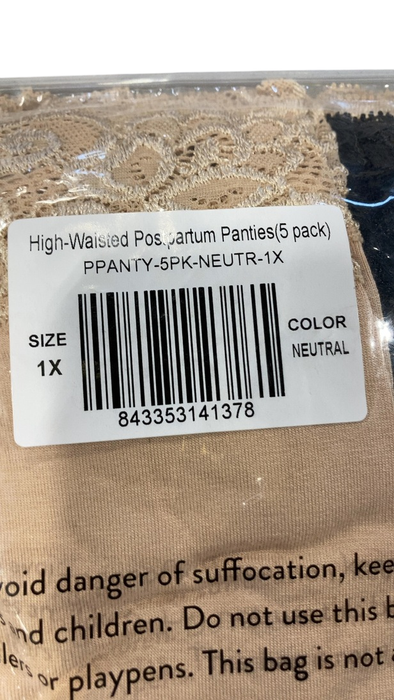 High-Waisted Postpartum Panties(5 pack)
PPANTY-5PK-NEUTR-1X
SIZE
1X
COLOR
NEUTRAL
843353141378
void danger of suffocation, kee
and children. Do not use this b
lers or playpens. This bag is not a